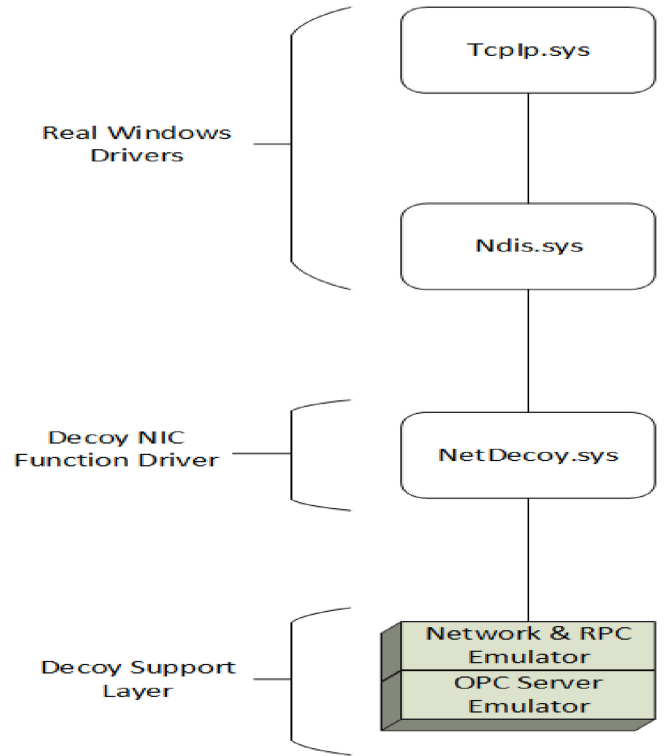 TcpIp.sys
Real Windows
Drivers
Ndis.sys
Decoy NIC
Function Driver
NetDecoy.sys
Network & RPC
Emulator
Decoy Support
Layer
OPC Server
Emulator